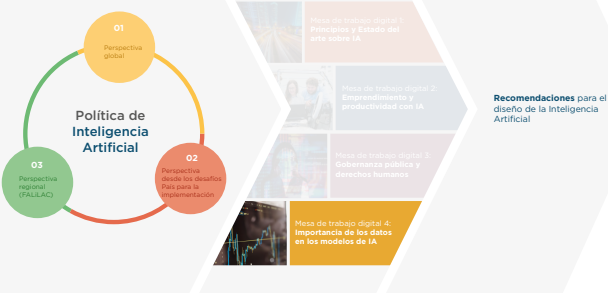 01
Perspectiva
global
Política de
Inteligencia
Artificial
02
Perspectiva
desde los desafíos
País para la
implementación
03
Perspectiva
regional
(FALILAC)
Mesa de trabajo digital 1:
Principios y Estado del
arte sobre IA
Mesa de trabajo digital 2:
Emprendimiento y
productividad con IA
Mesa de trabajo digital 3:
Gobernanza pública y
derechos humanos
Mesa de trabajo digital 4:
Importancia de los datos
en los modelos de IA
Recomendaciones para el
diseño de la Inteligencia
Artificial